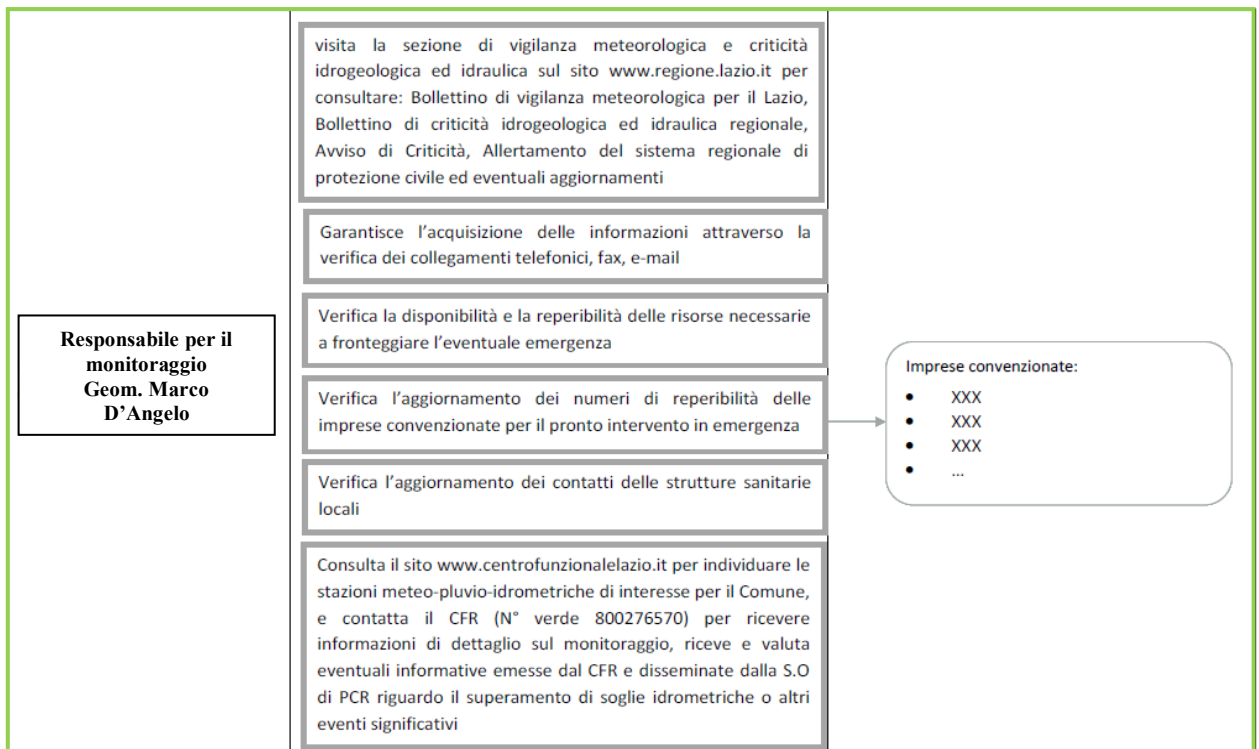 visita la sezione di vigilanza meteorologica e criticità
idrogeologica ed idraulica sul sito www.regione.lazio.it per
consultare: Bollettino di vigilanza meteorologica per il Lazio,
Bollettino di criticità idrogeologica ed idraulica regionale,
Avviso di Criticità, Allertamento del sistema regionale di
protezione civile ed eventuali aggiornamenti
Garantisce l'acquisizione delle informazioni attraverso la
verifica dei collegamenti telefonici, fax, e-mail
Responsabile per il
monitoraggio
Geom. Marco
D'Angelo
Verifica la disponibilità e la reperibilità delle risorse necessarie
a fronteggiare l'eventuale emergenza
Verifica l'aggiornamento dei numeri di reperibilità delle
imprese convenzionate per il pronto intervento in emergenza
Imprese convenzionate:
• XXX
• XXX
• XXX
• ...
Verifica l'aggiornamento dei contatti delle strutture sanitarie
locali
Consulta il sito www.centrofunzionalelazio.it per individuare le
stazioni meteo-pluvio-idrometriche di interesse per il Comune,
e contatta il CFR (N° verde 800276570) per ricevere
informazioni di dettaglio sul monitoraggio, riceve e valuta
eventuali informative emesse dal CFR e disseminate dalla S.O
di PCR riguardo il superamento di soglie idrometriche o altri
eventi significativi